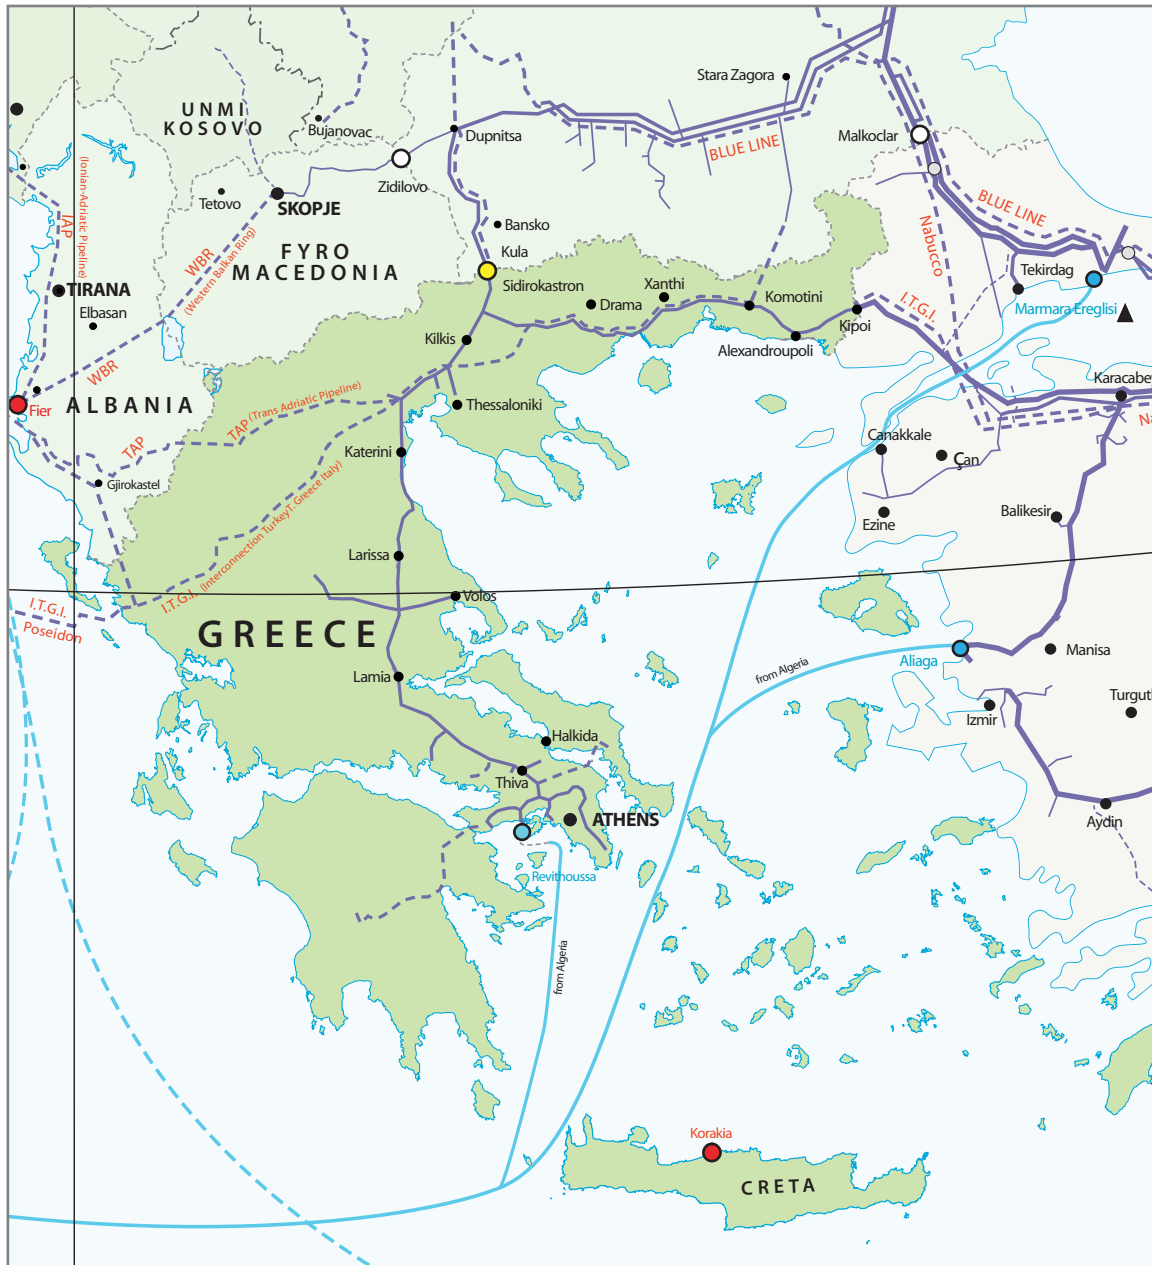 Stara Zagora
UNMI
KOSOVO
Bujanovac
Dupnitsa
Malkoclar
BLUE LINE
Zidilovo
(Ionian-Adriatic Pipeline)
IAP
Tetovo
SKOPJE
Bansko
BLUE LINE
Nabucco
WBR
(Western Balkan Ring)
FYRO
MACEDONIA
Kula
Sidirokastron
Tekirdag
TIRANA
Elbasan
Drama
Xanthi
Komotini
I.T.G.I.
Marmara Ereglisi
Kipoi
Kilkis
Alexandroupoli
WBR
Karacabey
ALBANIA
Fier
TAP
TAP (Trans Adriatic Pipeline)
Thessaloniki
Na
Canakkale
Katerini
Çan
Gjirokastel
Balikesir
Ezine
Larissa
I.T.G.I. (Interconnection TurkeyT. Greece Italy)
Volos
I.T.G.I.
Poseidon
GREECE
Aliaga
Manisa
from Algeria
Lamia
Turgutl
Izmir
Halkida
Thiva
ATHENS
Aydin
Revithoussa
from Algeria
Korakia
CRETA